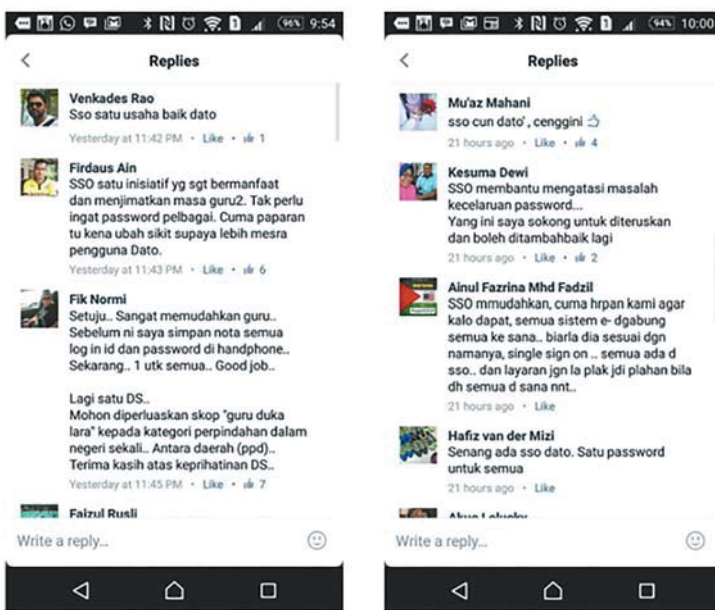 96% 9:54
Replies
Venkades Rao
Sso satu usaha baik dato
Yesterday at 11:42 PM • Like • 1
Firdaus Ain
SSO satu inisiatif yg sgt bermanfaat
dan menjimatkan masa guru2. Tak perlu
ingat password pelbagai. Cuma paparan
tu kena ubah sikit supaya lebih mesra
pengguna Dato.
Yesterday at 11:43 PM • Like • 6
Fik Normi
Setuju.. Sangat memudahkan guru..
Sebelum ni saya simpan nota semua
log in id dan password di handphone..
Sekarang.. 1 utk semua.. Good job..
Lagi satu DS..
Mohon diperluaskan skop "guru duka
lara" kepada kategori perpindahan dalam
negeri sekali.. Antara daerah (ppd)..
Terima kasih atas keprihatinan DS..
Yesterday at 11:45 PM • Like • 7
Faizul Rusli
Write a reply...
94% 10:00
Replies
Mu'az Mahani
sso cun dato' , cenggini
21 hours ago • Like • 4
Kesuma Dewi
SSO membantu mengatasi masalah
kecelaruan password...
Yang ini saya sokong untuk diteruskan
dan boleh ditambahbaik lagi
21 hours ago • Like • 2
Ainul Fazrina Mhd Fadzil
SSO mmudahkan, cuma hrpan kami agar
kalo dapat, semua sistem e- dgabung
semua ke sana.. biarla dia sesuai dgn
namanya, single sign on .. semua ada d
sso.. dan layaran jgn la plak jdi plahan bila
dh semua d sana nnt..
21 hours ago • Like
Hafiz van der Mizi
Senang ada sso dato. Satu password
untuk semua
21 hours ago • Like
Write a reply...